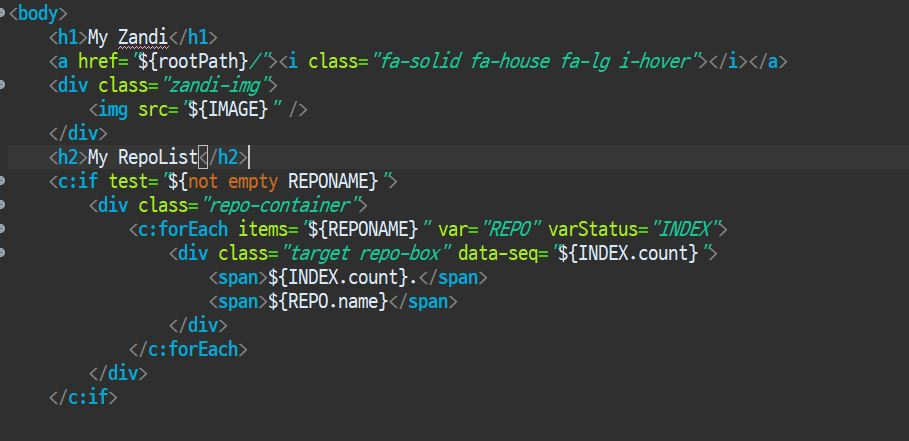 <body>
<h1>My Zandi</h1>
<a href="${rootPath}/"><i class="fa-solid fa-house fa-lg i-hover"></i></a>
<div class="zandi-img">
<img src="${IMAGE}" />
</div>
<h2>My RepoList</h2>
<c:if test="${not empty REPONAME}">
<div class="repo-container">
<c:forEach items="${REPONAME}" var="REPO" varStatus="INDEX">
<div class="target repo-box" data-seq="${INDEX.count}">
<span>${INDEX.count}.</span>
<span>${REPO.name}</span>
</div>
</c:forEach>
</div>
</c:if>